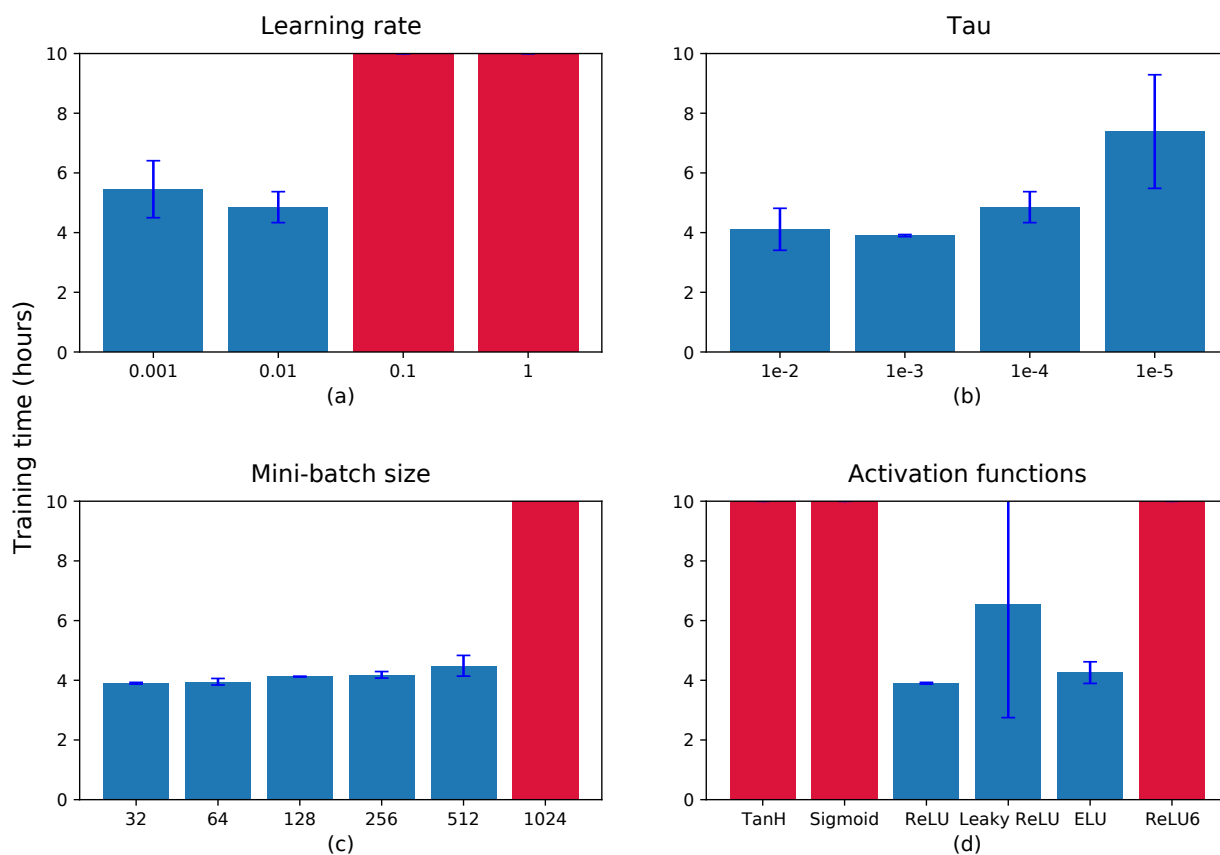 Training time (hours)
Learning rate
10
8
6
4
2
0
0.001 0.01 0.1 1
(a)
Tau
10
8
6
4
2
0
1e-2 1e-3 1e-4 1e-5
(b)
Mini-batch size
10
8
6
4
2
0
32 64 128 256 512 1024
(c)
Activation functions
10
8
6
4
2
0
TanH Sigmoid ReLU Leaky ReLU ELU ReLU6
(d)